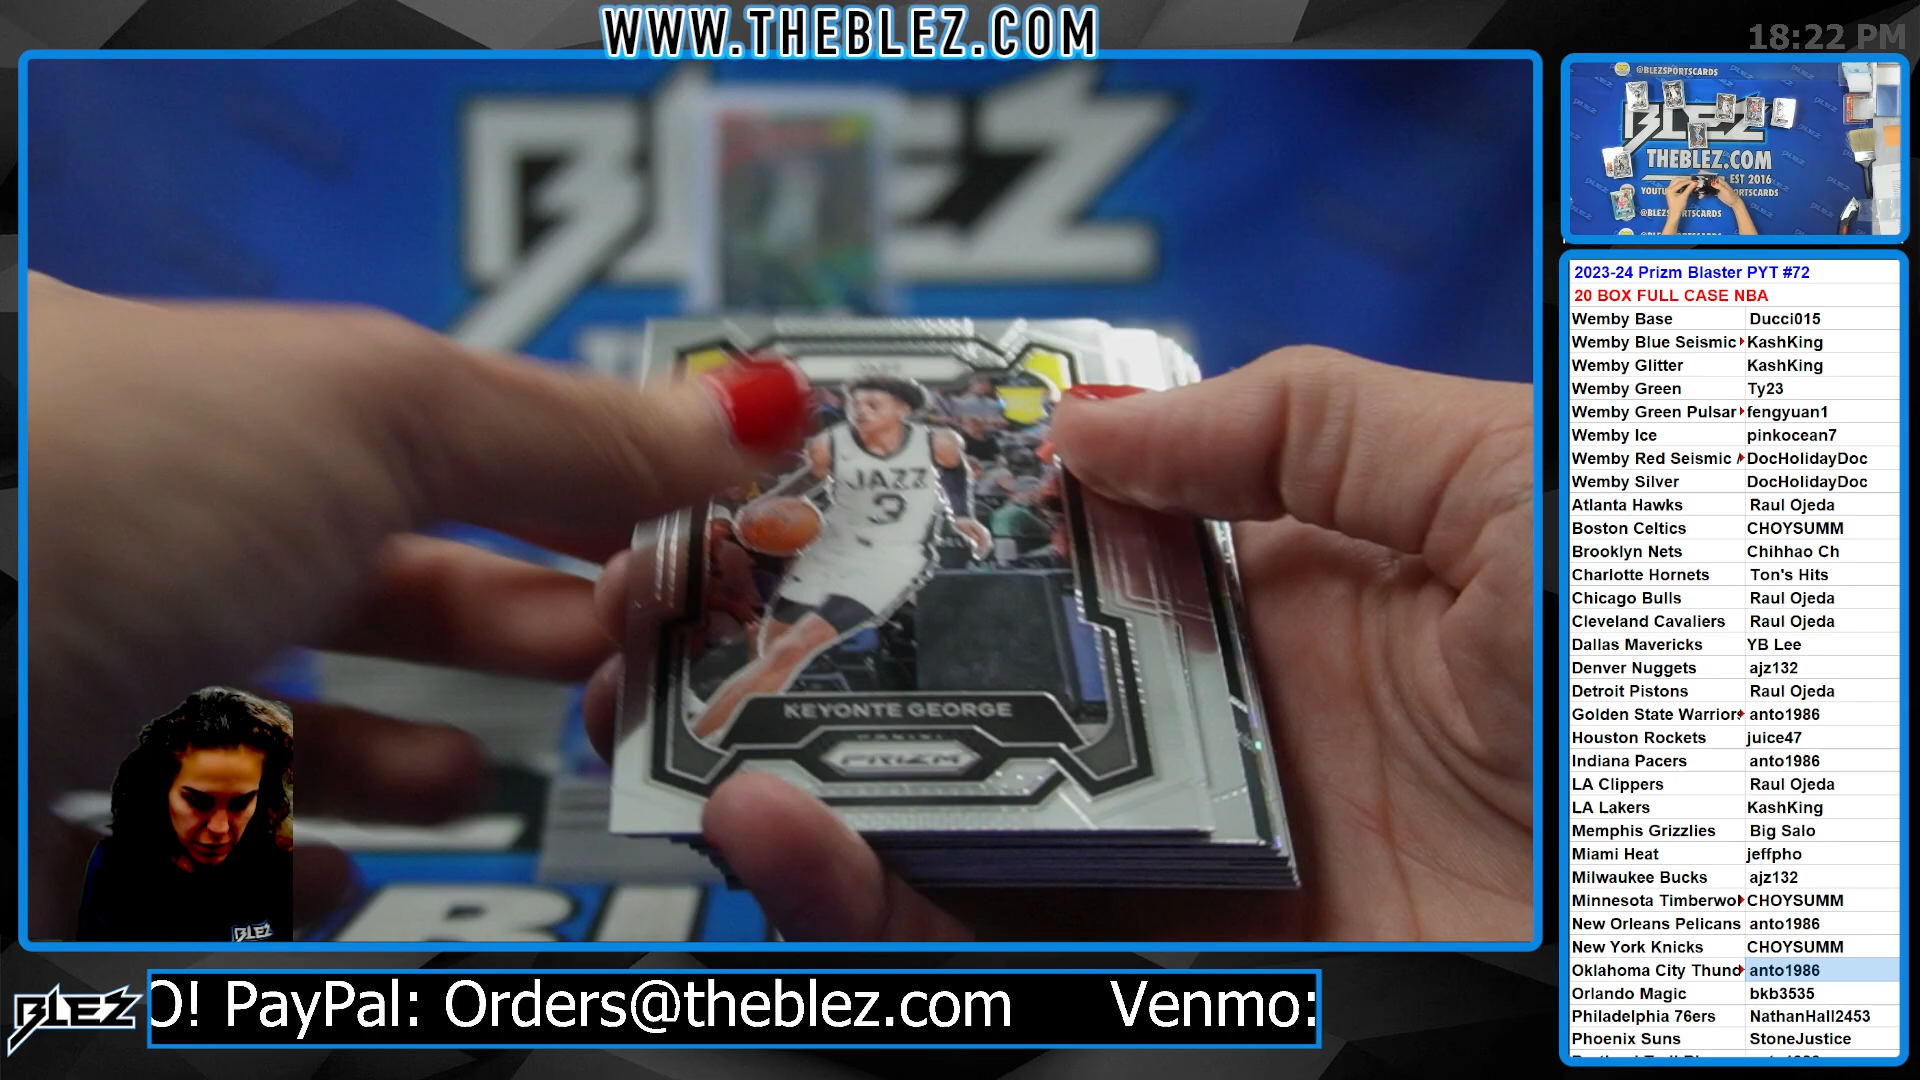 WWW.THEBLEZ.COM
18:22 PM
BLEZ
@BLEZSPORTSCARDS
BLEZ
THEBLEZ.COM
EST 2016
@BLEZSPORTSCARDS
JAZZ
3
KEYONTE GEORGE
PANINI
PRIZM
BLEZ
2023-24 Prizm Blaster PYT #72
20 BOX FULL CASE NBA
Wemby Base Ducci015
Wemby Blue Seismic KashKing
Wemby Glitter KashKing
Wemby Green Ty23
Wemby Green Pulsar fengyuan1
Wemby Ice pinkocean7
Wemby Red Seismic DocHolidayDoc
Wemby Silver DocHolidayDoc
Atlanta Hawks Raul Ojeda
Boston Celtics CHOYSUMM
Brooklyn Nets Chihhao Ch
Charlotte Hornets Ton's Hits
Chicago Bulls Raul Ojeda
Cleveland Cavaliers Raul Ojeda
Dallas Mavericks YB Lee
Denver Nuggets ajz132
Detroit Pistons Raul Ojeda
Golden State Warriors anto1986
Houston Rockets juice47
Indiana Pacers anto1986
LA Clippers Raul Ojeda
LA Lakers KashKing
Memphis Grizzlies Big Salo
Miami Heat jeffpho
Milwaukee Bucks ajz132
Minnesota Timberwol CHOYSUMM
New Orleans Pelicans anto1986
New York Knicks CHOYSUMM
Oklahoma City Thund anto1986
Orlando Magic bkb3535
Philadelphia 76ers NathanHall2453
Phoenix Suns StoneJustice
BLEZ
O! PayPal: Orders@theblez.com Venmo: